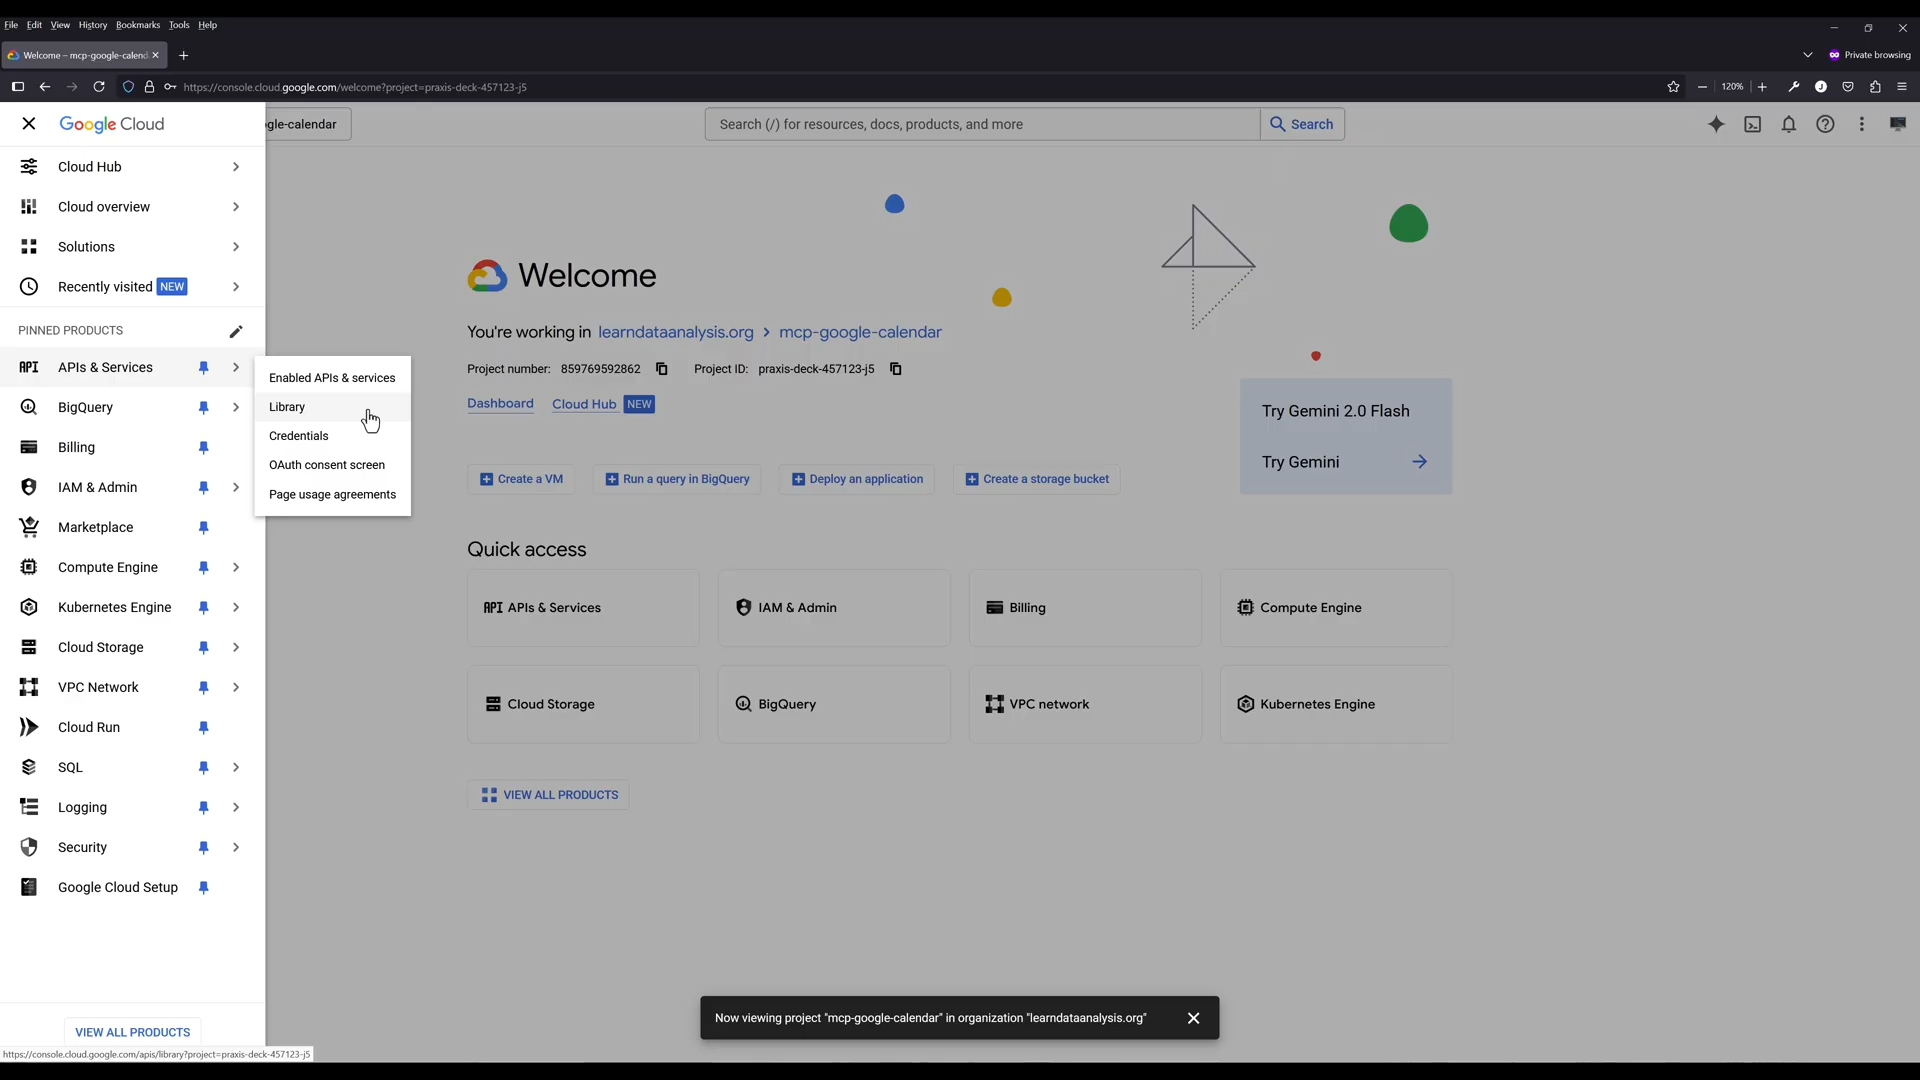 File Edit View History Bookmarks Tools Help
Welcome – mcp-google-calend
Private browsing
https://console.cloud.google.com/welcome?project=praxis-deck-457123-j5
120%
Google Cloud
gle-calendar
Search (/) for resources, docs, products, and more
Search
Cloud Hub
Cloud overview
Solutions
Recently visited NEW
PINNED PRODUCTS
API APIs & Services
BigQuery
Billing
IAM & Admin
Marketplace
Compute Engine
Kubernetes Engine
Cloud Storage
VPC Network
Cloud Run
SQL
Logging
Security
Google Cloud Setup
VIEW ALL PRODUCTS
https://console.cloud.google.com/apis/library?project=praxis-deck-457123-j5
Enabled APIs & services
Library
Credentials
OAuth consent screen
Page usage agreements
Welcome
You're working in learndataanalysis.org > mcp-google-calendar
Project number: 859769592862 Project ID: praxis-deck-457123-j5
Dashboard Cloud Hub NEW
Try Gemini 2.0 Flash
Try Gemini
Create a VM Run a query in BigQuery Deploy an application Create a storage bucket
Quick access
API APIs & Services IAM & Admin Billing Compute Engine
Cloud Storage BigQuery VPC network Kubernetes Engine
VIEW ALL PRODUCTS
Now viewing project "mcp-google-calendar" in organization "learndataanalysis.org"